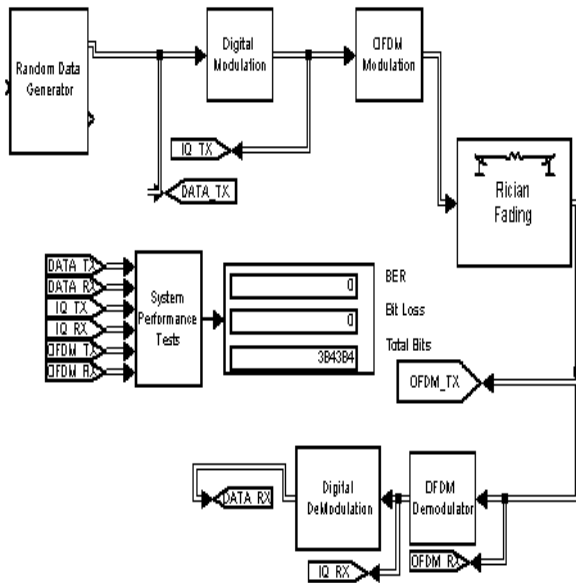 Random Data
Generator
Digital
Modulation
OFDM
Modulation
IQ_TX
DATA_TX
Rician
Fading
DATA_TX
DATA_RX
IQ_TX
IQ_RX
OFDM_TX
OFDM_RX
System
Performance
Tests
0
0
3B43B4
BER
Bit Loss
Total Bits
OFDM_TX
Digital
DeModulation
OFDM
Demodulator
DATA_RX
IQ_RX
OFDM_RX